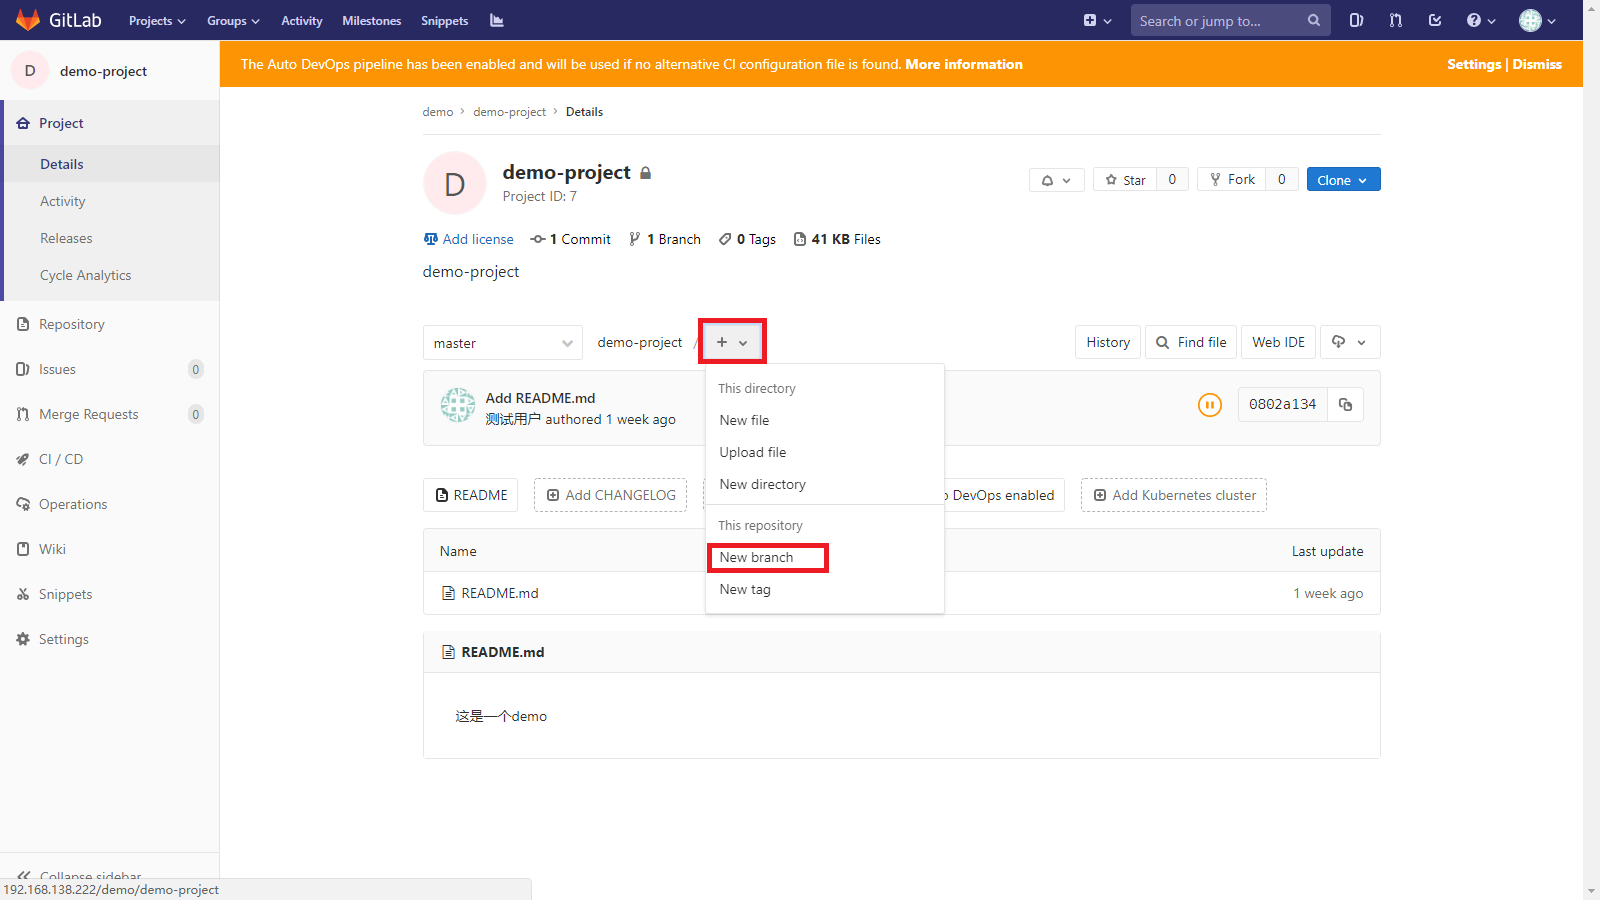 GitLab Projects Groups Activity Milestones Snippets Search or jump to...
D demo-project
The Auto DevOps pipeline has been enabled and will be used if no alternative CI configuration file is found. More information Settings | Dismiss
Project
Details
Activity
Releases
Cycle Analytics
Repository
Issues 0
Merge Requests 0
CI / CD
Operations
Wiki
Snippets
Settings
Collapse sidebar
192.168.138.222/demo/demo-project
demo > demo-project > Details
D demo-project
Project ID: 7
Star 0 Fork 0 Clone
Add license 1 Commit 1 Branch 0 Tags 41 KB Files
demo-project
master demo-project / + History Find file Web IDE
This directory
New file
Upload file
New directory
This repository
New branch
New tag
Add README.md
测试用户 authored 1 week ago
0802a134
README Add CHANGELOG DevOps enabled Add Kubernetes cluster
Name Last update
README.md 1 week ago
README.md
这是一个demo